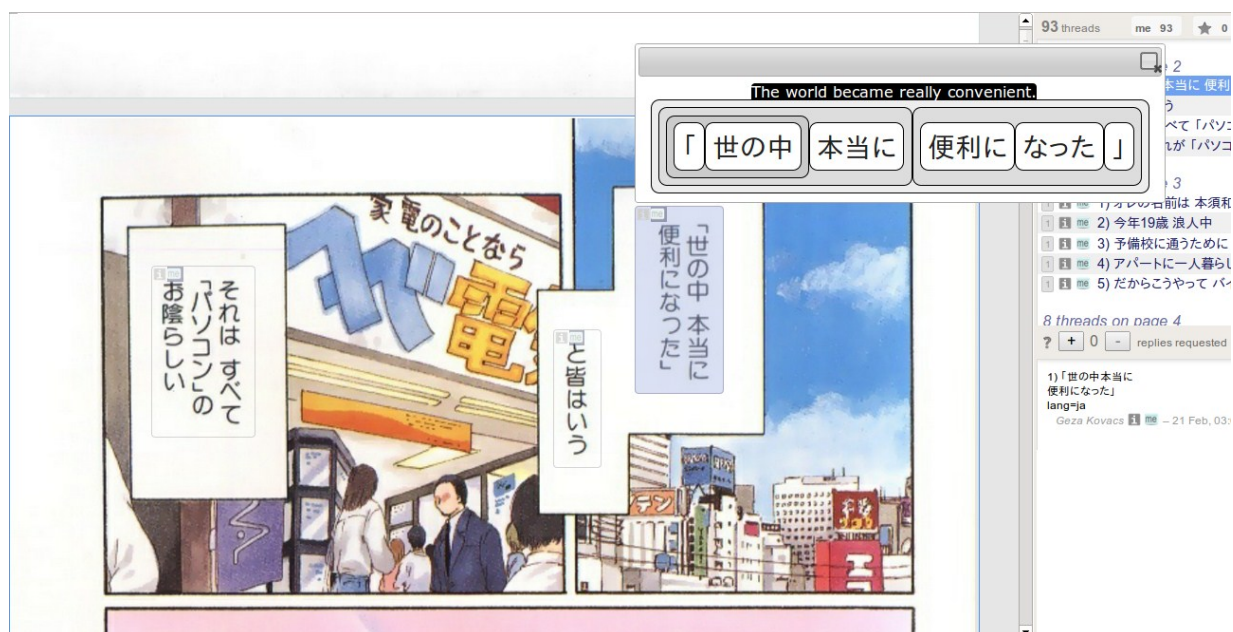 93 threads
me 93
0
The world became really convenient.
「 世の中 本当に 便利に なった 」
「世の中 本当に
便利になった」
と皆はいう
それは すべて
「パソコン」の
お陰らしい
家電のことなら
電
2
本当に 便利
べて「パソコ
れが「パソコ
3
1) オレの名前は 本須和
2) 今年19歳 浪人中
3) 予備校に通うために
4) アパートに一人暮らし
5) だからこうやって バイ
8 threads on page 4
? + 0 - replies requested
1)「世の中本当に
便利になった」
lang=ja
Geza Kovacs i me – 21 Feb, 03: